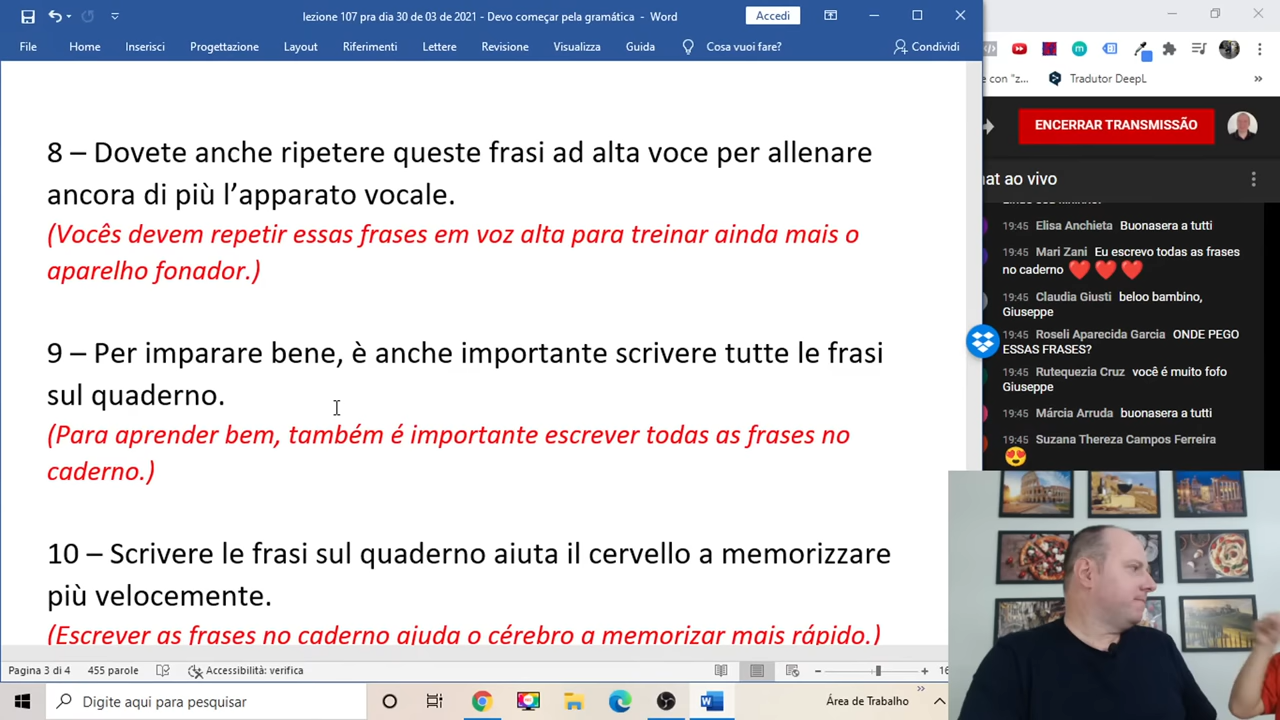 lezione 107 pra dia 30 de 03 de 2021 - Devo começar pela gramática - Word
Accedi
File Home Inserisci Progettazione Layout Riferimenti Lettere Revisione Visualizza Guida Cosa vuoi fare? Condividi
8 – Dovete anche ripetere queste frasi ad alta voce per allenare
ancora di più l’apparato vocale.
(Vocês devem repetir essas frases em voz alta para treinar ainda mais o
aparelho fonador.)
9 – Per imparare bene, è anche importante scrivere tutte le frasi
sul quaderno.
(Para aprender bem, também é importante escrever todas as frases no
caderno.)
10 – Scrivere le frasi sul quaderno aiuta il cervello a memorizzare
più velocemente.
(Escrever as frases no caderno ajuda o cérebro a memorizar mais rápido.)
Pagina 3 di 4 455 parole Accessibilità: verifica
Digite aqui para pesquisar
Área de Trabalho
e con "z... Tradutor DeepL
ENCERRAR TRANSMISSÃO
hat ao vivo
19:45 Elisa Anchieta Buonasera a tutti
19:45 Mari Zani Eu escrevo todas as frases
no caderno ❤️ ❤️ ❤️
19:45 Claudia Giusti beloo bambino,
Giuseppe
19:45 Roseli Aparecida Garcia ONDE PEGO
ESSAS FRASES?
19:45 Rutequezia Cruz você é muito fofo
Giuseppe
19:45 Márcia Arruda buonasera a tutti
19:45 Suzana Thereza Campos Ferreira
😍